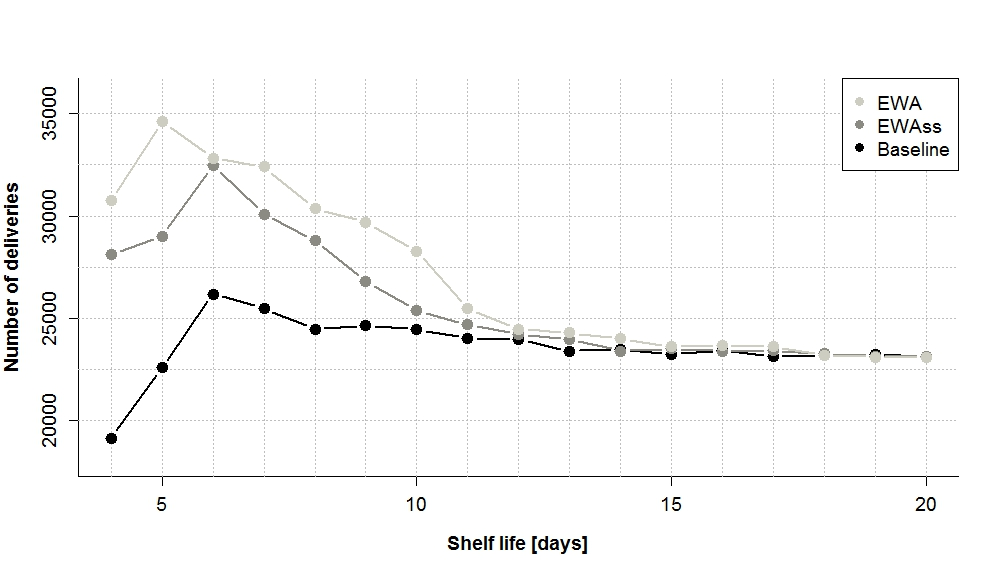 EWA
EWAss
Baseline
Number of deliveries
35000
30000
25000
20000
5 10 15 20
Shelf life [days]